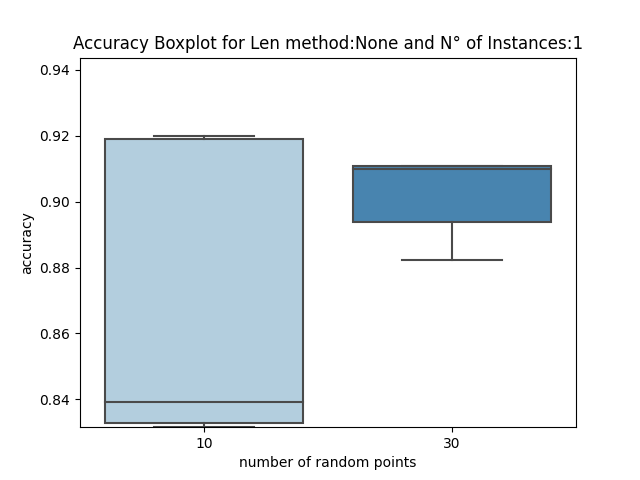 Accuracy Boxplot for Len method:None and N° of Instances:1
0.94
0.92
0.90
0.88
0.86
0.84
accuracy
10
30
number of random points